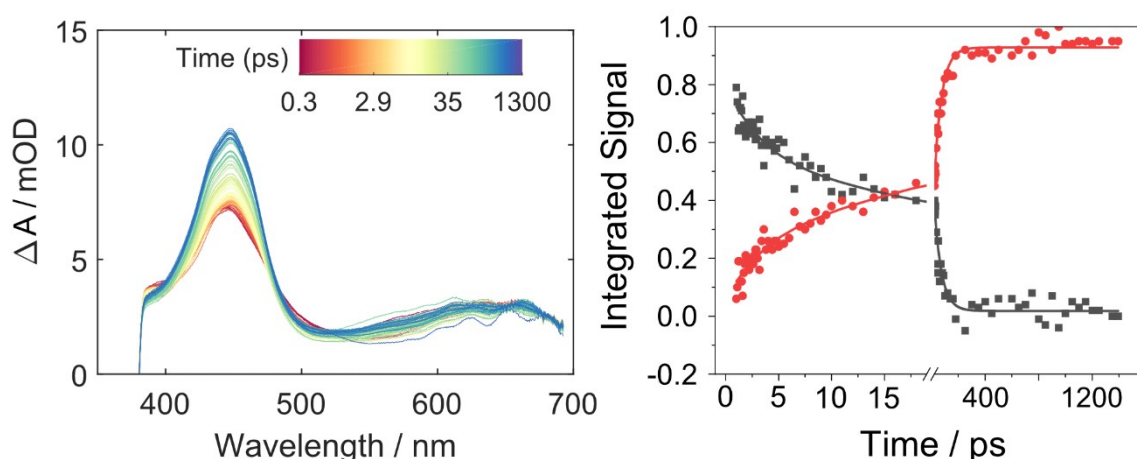 15
10
5
0
ΔA / mOD
Time (ps)
0.3 2.9 35 1300
400 500 600 700
Wavelength / nm
1.0
0.8
0.6
0.4
0.2
0.0
-0.2
Integrated Signal
0 5 10 15 400 1200
Time / ps